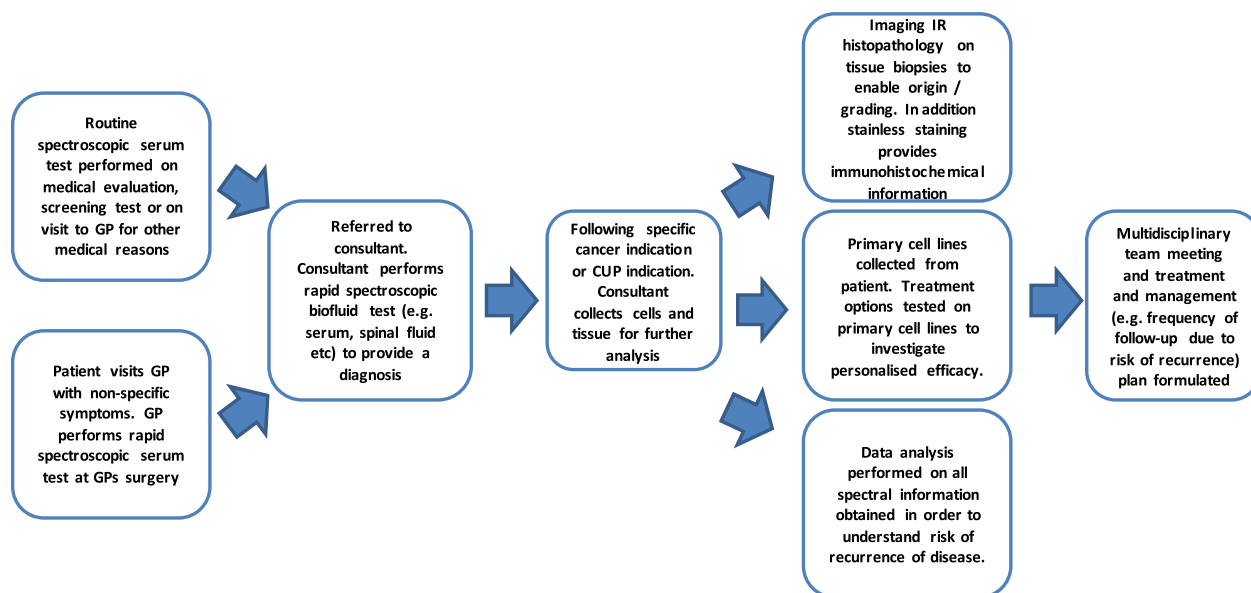 Routine
spectroscopic serum
test performed on
medical evaluation,
screening test or on
visit to GP for other
medical reasons
Patient visits GP
with non-specific
symptoms. GP
performs rapid
spectroscopic serum
test at GPs surgery
Referred to
consultant.
Consultant performs
rapid spectroscopic
biofluid test (e.g.
serum, spinal fluid
etc) to provide a
diagnosis
Following specific
cancer indication
or CUP indication.
Consultant
collects cells and
tissue for further
analysis
Imaging IR
histopathology on
tissue biopsies to
enable origin /
grading. In addition
stainless staining
provides
immunohistochemical
information
Primary cell lines
collected from
patient. Treatment
options tested on
primary cell lines to
investigate
personalised efficacy.
Data analysis
performed on all
spectral information
obtained in order to
understand risk of
recurrence of disease.
Multidisciplinary
team meeting
and treatment
and management
(e.g. frequency of
follow-up due to
risk of recurrence)
plan formulated